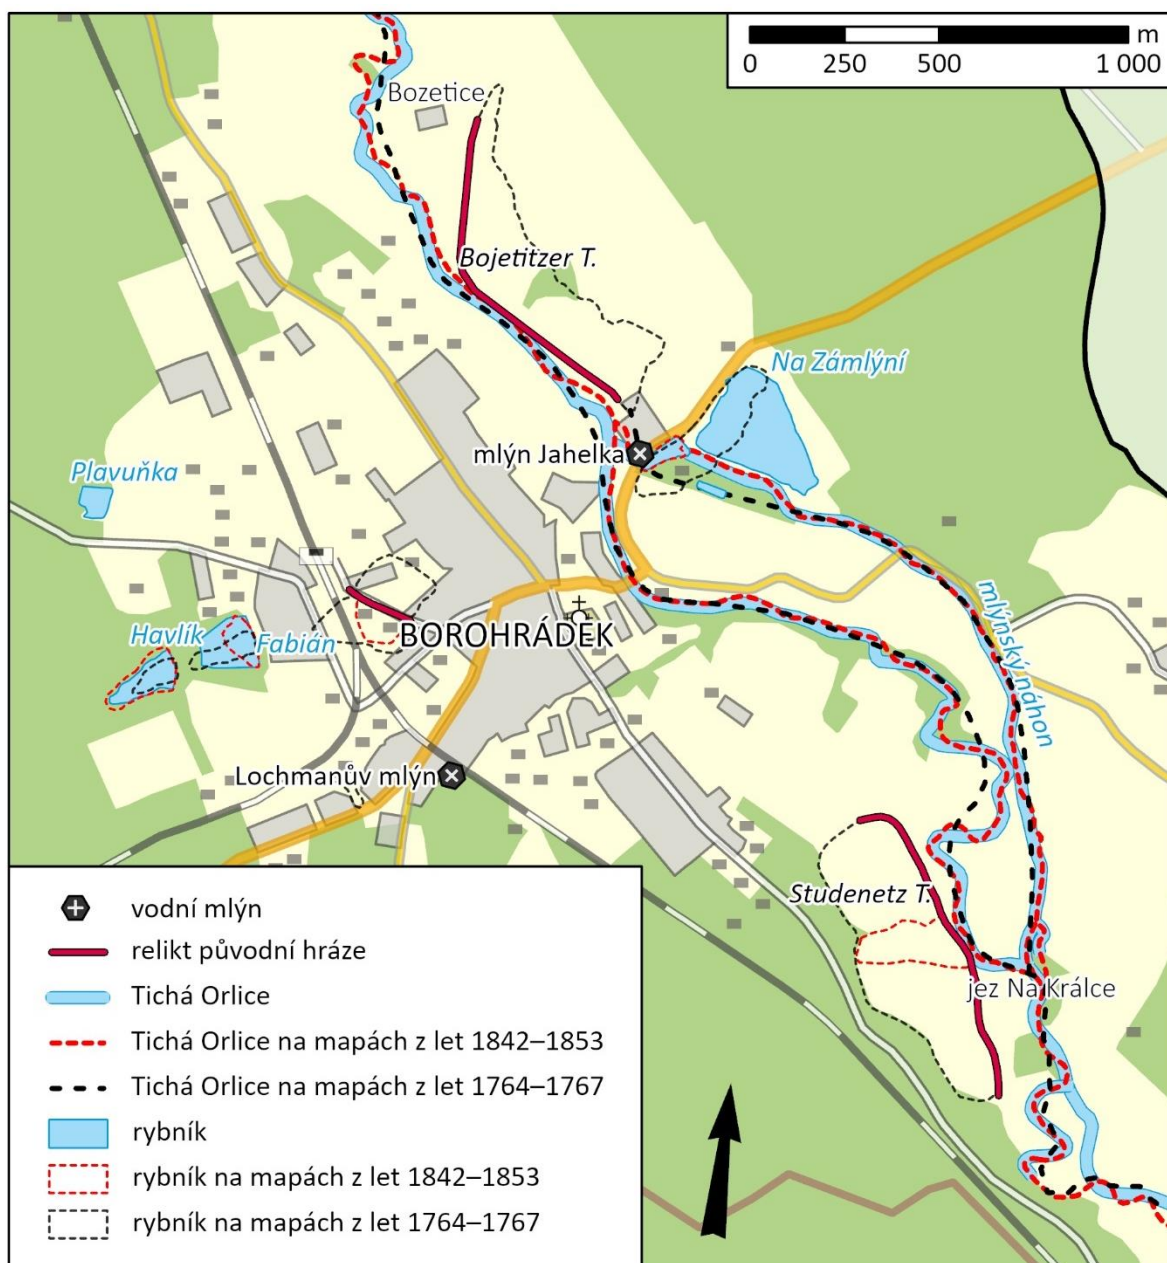 m
0 250 500 1 000
Bozetice
Bojetitzer T.
Na Zámlýní
mlýn Jahelka
Plavuňka
mlýnský náhon
Havlík
Fabián
BOROHRÁDEK
Lochmanův mlýn
Studenetz T.
jez Na Králce
vodní mlýn
relikt původní hráze
Tichá Orlice
Tichá Orlice na mapách z let 1842–1853
Tichá Orlice na mapách z let 1764–1767
rybník
rybník na mapách z let 1842–1853
rybník na mapách z let 1764–1767